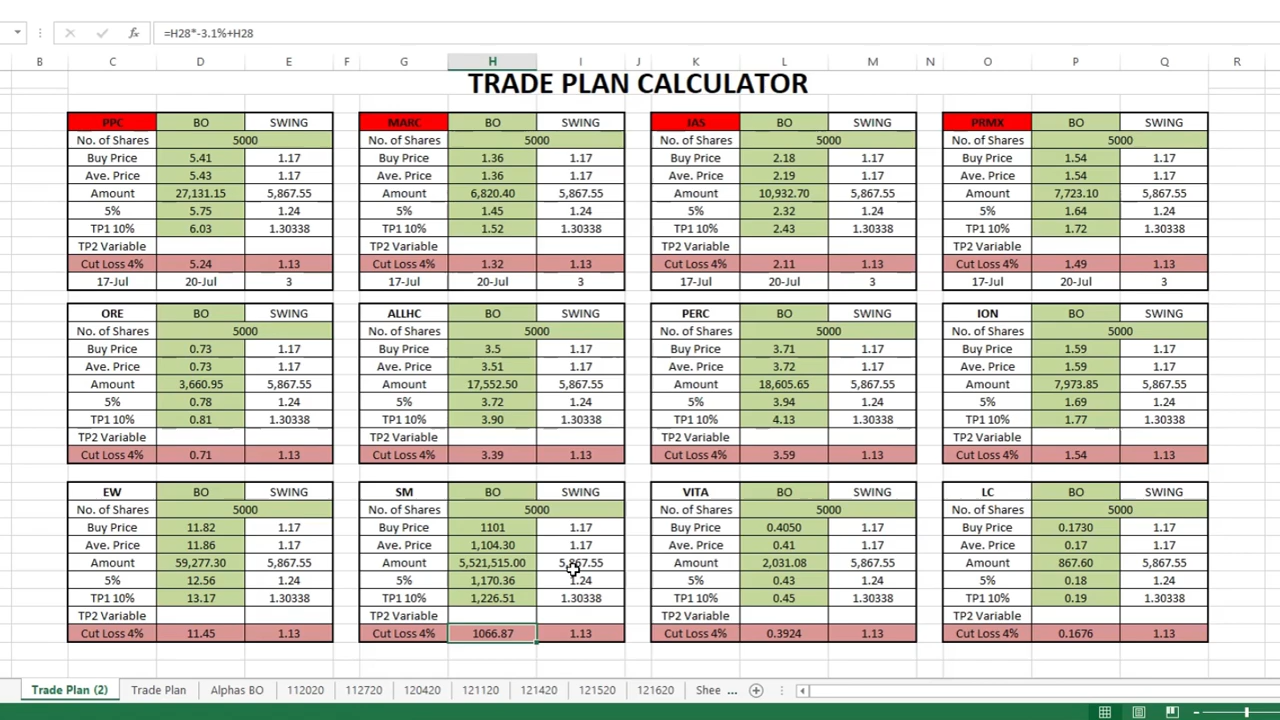 =H28*-3.1%+H28
B C D E F G H I J K L M N O P Q R
TRADE PLAN CALCULATOR
PPC BO SWING MARC BO SWING IAS BO SWING PRMX BO SWING
No. of Shares 5000 No. of Shares 5000 No. of Shares 5000 No. of Shares 5000
Buy Price 5.41 1.17 Buy Price 1.36 1.17 Buy Price 2.18 1.17 Buy Price 1.54 1.17
Ave. Price 5.43 1.17 Ave. Price 1.36 1.17 Ave. Price 2.19 1.17 Ave. Price 1.54 1.17
Amount 27,131.15 5,867.55 Amount 6,820.40 5,867.55 Amount 10,932.70 5,867.55 Amount 7,723.10 5,867.55
5% 5.75 1.24 5% 1.45 1.24 5% 2.32 1.24 5% 1.64 1.24
TP1 10% 6.03 1.30338 TP1 10% 1.52 1.30338 TP1 10% 2.43 1.30338 TP1 10% 1.72 1.30338
TP2 Variable TP2 Variable TP2 Variable TP2 Variable
Cut Loss 4% 5.24 1.13 Cut Loss 4% 1.32 1.13 Cut Loss 4% 2.11 1.13 Cut Loss 4% 1.49 1.13
17-Jul 20-Jul 3 17-Jul 20-Jul 3 17-Jul 20-Jul 3 17-Jul 20-Jul 3
ORE BO SWING ALLHC BO SWING PERC BO SWING ION BO SWING
No. of Shares 5000 No. of Shares 5000 No. of Shares 5000 No. of Shares 5000
Buy Price 0.73 1.17 Buy Price 3.5 1.17 Buy Price 3.71 1.17 Buy Price 1.59 1.17
Ave. Price 0.73 1.17 Ave. Price 3.51 1.17 Ave. Price 3.72 1.17 Ave. Price 1.59 1.17
Amount 3,660.95 5,867.55 Amount 17,552.50 5,867.55 Amount 18,605.65 5,867.55 Amount 7,973.85 5,867.55
5% 0.78 1.24 5% 3.72 1.24 5% 3.94 1.24 5% 1.69 1.24
TP1 10% 0.81 1.30338 TP1 10% 3.90 1.30338 TP1 10% 4.13 1.30338 TP1 10% 1.77 1.30338
TP2 Variable TP2 Variable TP2 Variable TP2 Variable
Cut Loss 4% 0.71 1.13 Cut Loss 4% 3.39 1.13 Cut Loss 4% 3.59 1.13 Cut Loss 4% 1.54 1.13
EW BO SWING SM BO SWING VITA BO SWING LC BO SWING
No. of Shares 5000 No. of Shares 5000 No. of Shares 5000 No. of Shares 5000
Buy Price 11.82 1.17 Buy Price 1101 1.17 Buy Price 0.4050 1.17 Buy Price 0.1730 1.17
Ave. Price 11.86 1.17 Ave. Price 1,104.30 1.17 Ave. Price 0.41 1.17 Ave. Price 0.17 1.17
Amount 59,277.30 5,867.55 Amount 5,521,515.00 5,867.55 Amount 2,031.08 5,867.55 Amount 867.60 5,867.55
5% 12.56 1.24 5% 1,170.36 1.24 5% 0.43 1.24 5% 0.18 1.24
TP1 10% 13.17 1.30338 TP1 10% 1,226.51 1.30338 TP1 10% 0.45 1.30338 TP1 10% 0.19 1.30338
TP2 Variable TP2 Variable TP2 Variable TP2 Variable
Cut Loss 4% 11.45 1.13 Cut Loss 4% 1066.87 1.13 Cut Loss 4% 0.3924 1.13 Cut Loss 4% 0.1676 1.13
Trade Plan (2) Trade Plan Alphas BO 112020 112720 120420 121120 121420 121520 121620 Shee ...